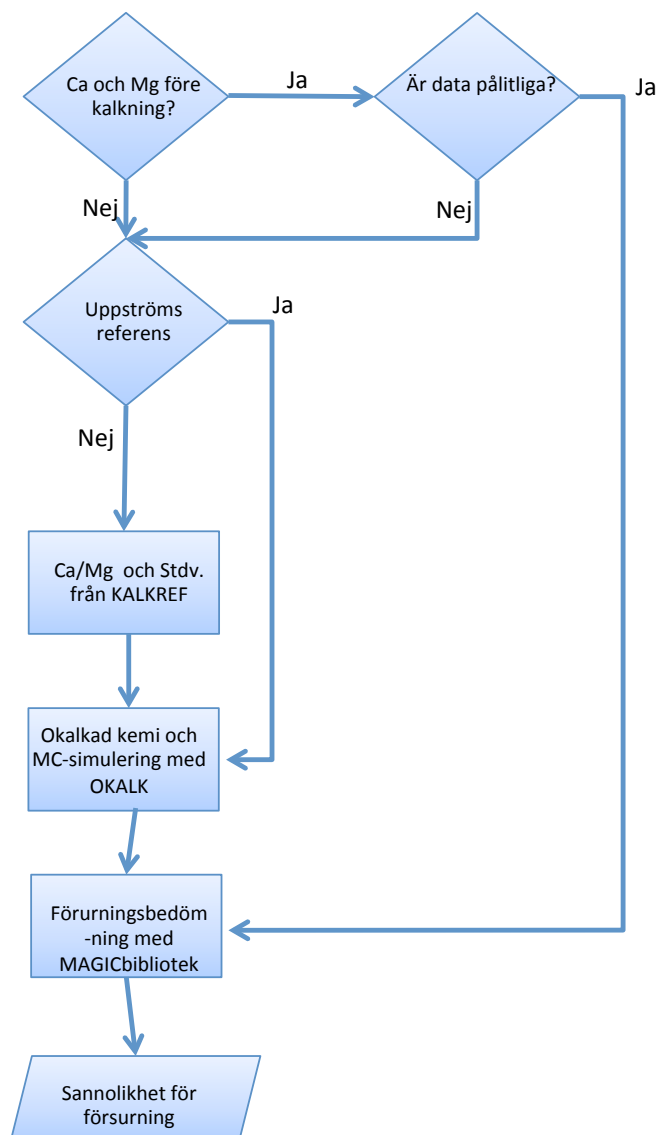 Ca och Mg före
kalkning?
Ja
Är data pålitliga?
Ja
Nej
Nej
Uppströms
referens
Ja
Nej
Ca/Mg och Stdv.
från KALKREF
Okalkad kemi och
MC-simulering med
OKALK
Förurningsbedöm
-ning med
MAGICbibliotek
Sannolikhet för
försurning